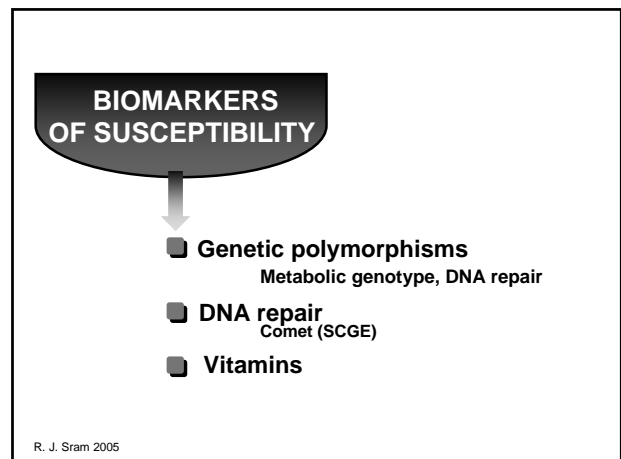 BIOMARKERS
OF SUSCEPTIBILITY
Genetic polymorphisms
Metabolic genotype, DNA repair
DNA repair
Comet (SCGE)
Vitamins
R. J. Sram 2005